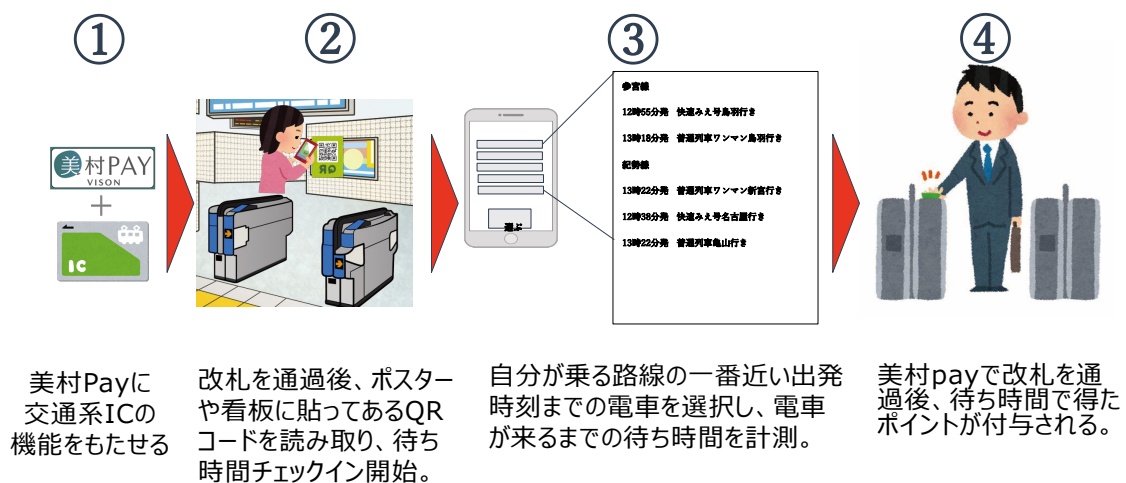 ①
②
③
④
美村PAY
VISON
+
IC
QR
参宮線
12時55分発 快速みえ号鳥羽行き
13時18分発 普通列車ワンマン鳥羽行き
紀勢線
13時22分発 普通列車ワンマン新宮行き
12時38分発 快速みえ号名古屋行き
13時22分発 普通列車亀山行き
選ぶ
美村Payに
交通系ICの
機能をもたせる
改札を通過後、ポスター
や看板に貼ってあるQR
コードを読み取り、待ち
時間チェックイン開始。
自分が乗る路線の一番近い出発
時刻までの電車を選択し、電車
が来るまでの待ち時間を計測。
美村payで改札を通
過後、待ち時間で得た
ポイントが付与される。